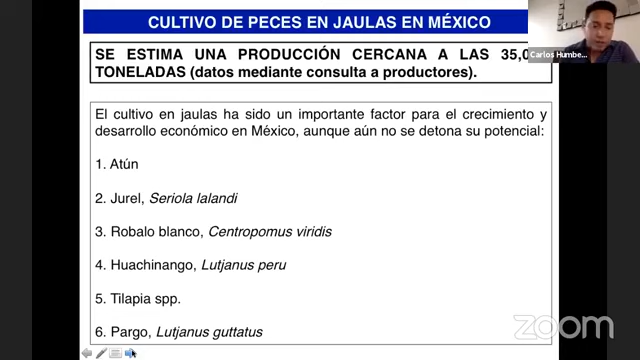 CULTIVO DE PECES EN JAULAS EN MÉXICO
SE ESTIMA UNA PRODUCCIÓN CERCANA A LAS 35,0
TONELADAS (datos mediante consulta a productores).
Carlos Humbe...
El cultivo en jaulas ha sido un importante factor para el crecimiento y
desarrollo económico en México, aunque aún no se detona su potencial:
1. Atún
2. Jurel, Seriola lalandi
3. Robalo blanco, Centropomus viridis
4. Huachinango, Lutjanus peru
5. Tilapia spp.
6. Pargo, Lutjanus guttatus
zoom